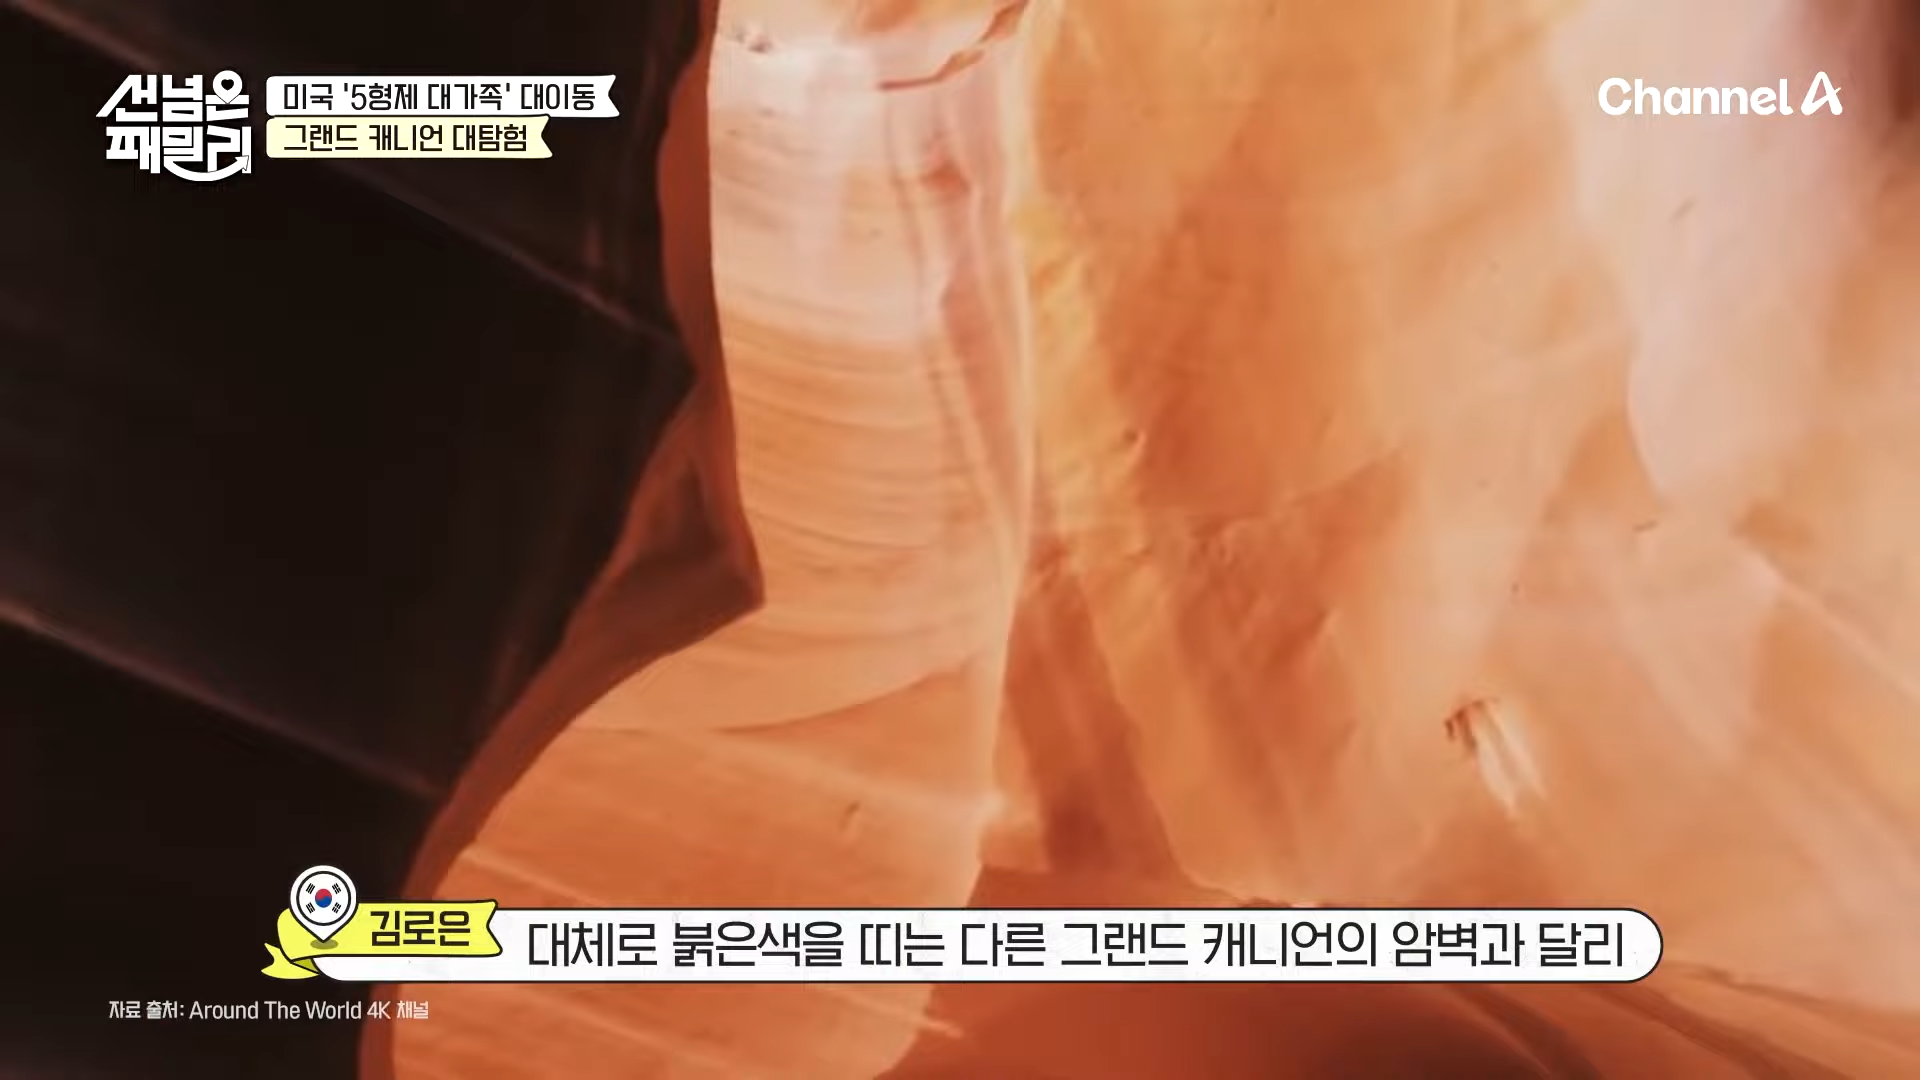 선넘은
패밀리
미국 '5형제 대가족' 대이동
그랜드 캐니언 대탐험
Channel A
김로은
대체로 붉은색을 띠는 다른 그랜드 캐니언의 암벽과 달리
자료 출처: Around The World 4K 채널